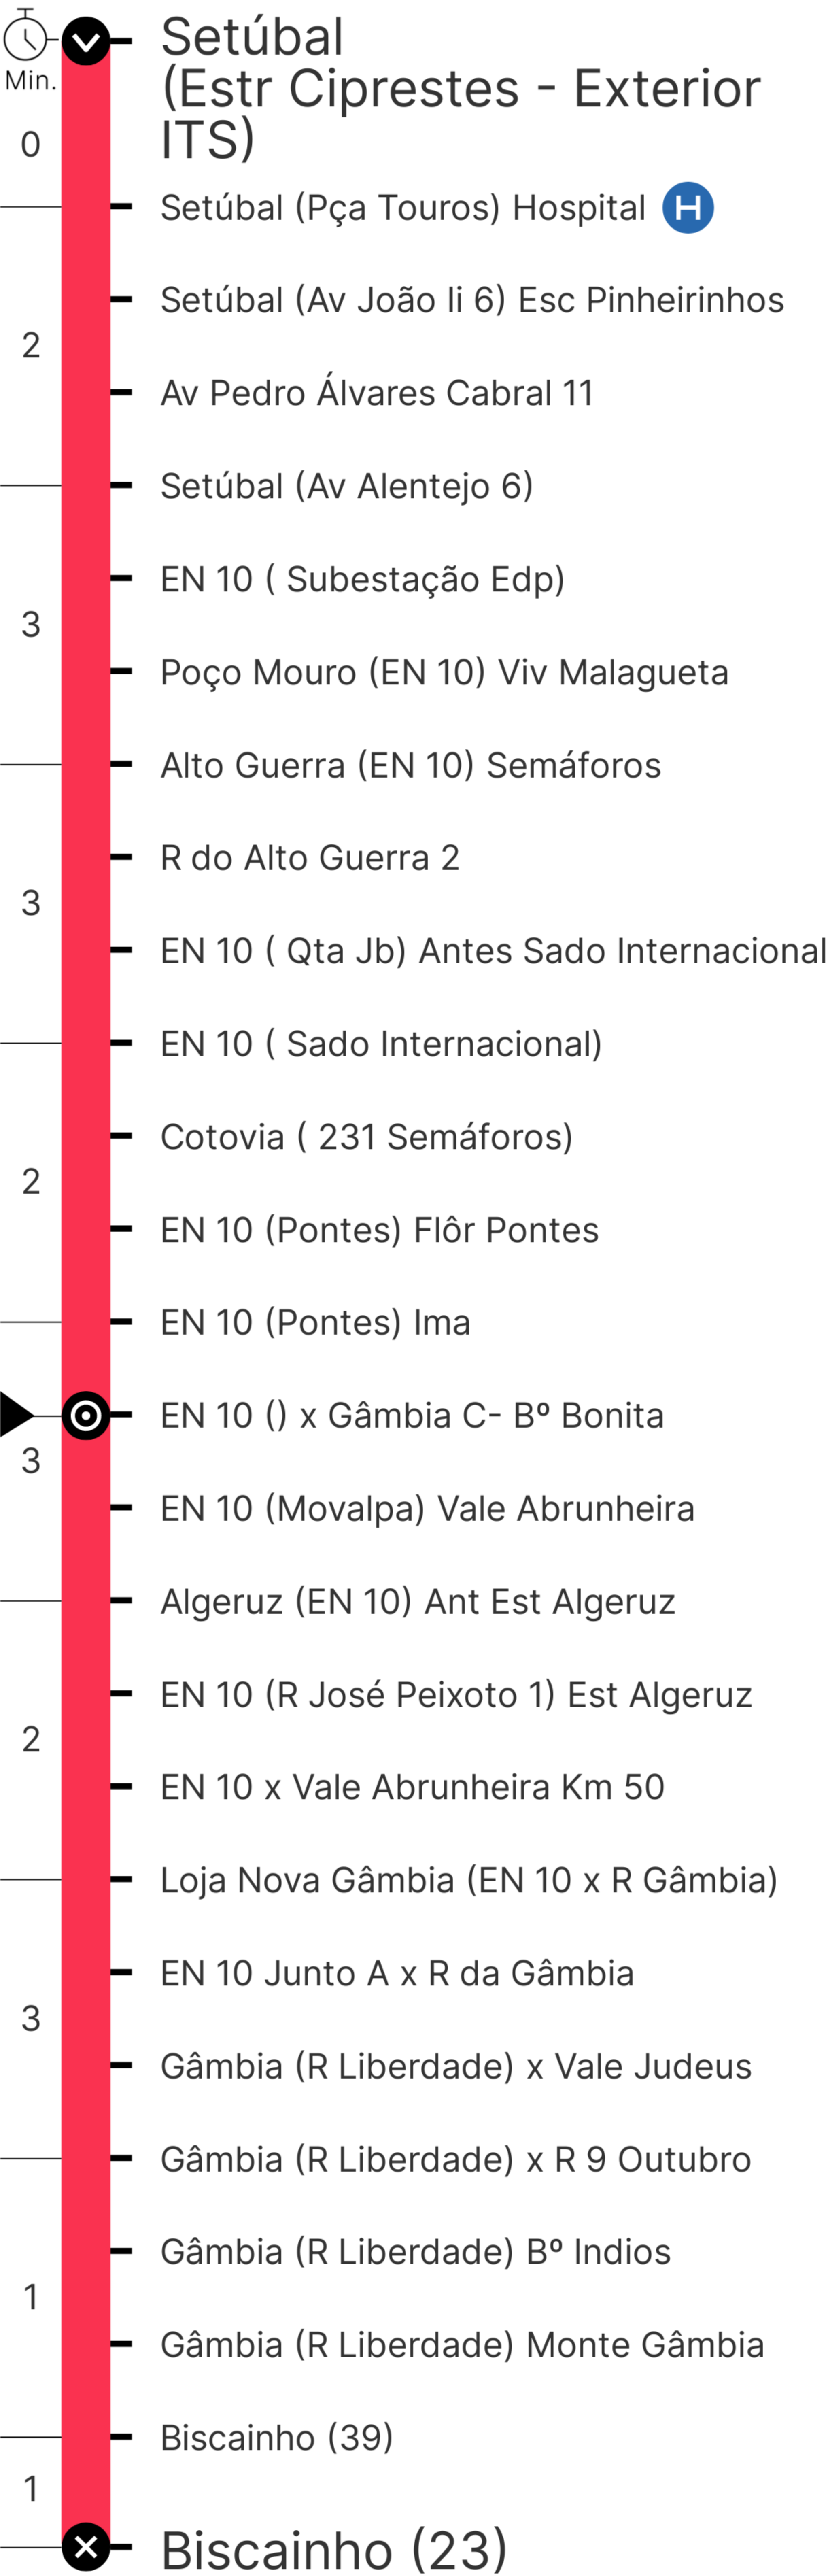 Setúbal
(Estr Ciprestes - Exterior
ITS)
Min.
0
Setúbal (Pça Touros) Hospital H
Setúbal (Av João Ii 6) Esc Pinheirinhos
2
Av Pedro Álvares Cabral 11
Setúbal (Av Alentejo 6)
EN 10 ( Subestação Edp)
3
Poço Mouro (EN 10) Viv Malagueta
Alto Guerra (EN 10) Semáforos
R do Alto Guerra 2
3
EN 10 ( Qta Jb) Antes Sado Internacional
EN 10 ( Sado Internacional)
Cotovia ( 231 Semáforos)
2
EN 10 (Pontes) Flôr Pontes
EN 10 (Pontes) Ima
EN 10 () x Gâmbia C- Bº Bonita
3
EN 10 (Movalpa) Vale Abrunheira
Algeruz (EN 10) Ant Est Algeruz
EN 10 (R José Peixoto 1) Est Algeruz
2
EN 10 x Vale Abrunheira Km 50
Loja Nova Gâmbia (EN 10 x R Gâmbia)
EN 10 Junto A x R da Gâmbia
3
Gâmbia (R Liberdade) x Vale Judeus
Gâmbia (R Liberdade) x R 9 Outubro
Gâmbia (R Liberdade) Bº Indios
1
Gâmbia (R Liberdade) Monte Gâmbia
Biscainho (39)
1
Biscainho (23)